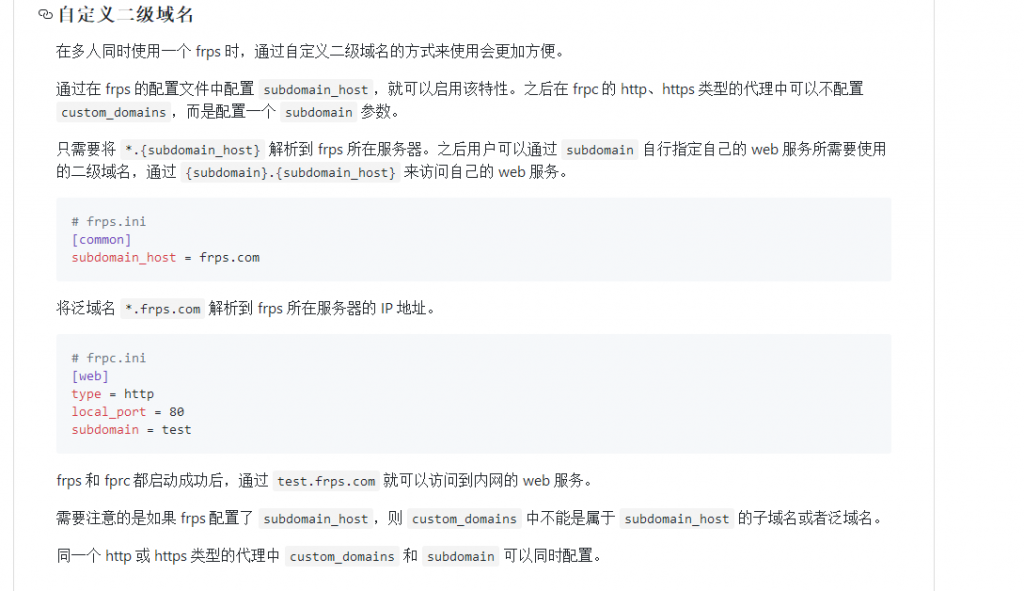 自定义二级域名
在多人同时使用一个 frps 时，通过自定义二级域名的方式来使用会更加方便。
通过在 frps 的配置文件中配置 subdomain_host，就可以启用该特性。之后在 frpc 的 http、https 类型的代理中可以不配置
custom_domains，而是配置一个 subdomain 参数。
只需要将 *.{subdomain_host} 解析到 frps 所在服务器。之后用户可以通过 subdomain 自行指定自己的 web 服务所需要使用
的二级域名，通过 {subdomain}.{subdomain_host} 来访问自己的 web 服务。
# frps.ini
[common]
subdomain_host = frps.com
将泛域名 *.frps.com 解析到 frps 所在服务器的 IP 地址。
# frpc.ini
[web]
type = http
local_port = 80
subdomain = test
frps 和 fprc 都启动成功后，通过 test.frps.com 就可以访问到内网的 web 服务。
需要注意的是如果 frps 配置了 subdomain_host，则 custom_domains 中不能是属于 subdomain_host 的子域名或者泛域名。
同一个 http 或 https 类型的代理中 custom_domains 和 subdomain 可以同时配置。